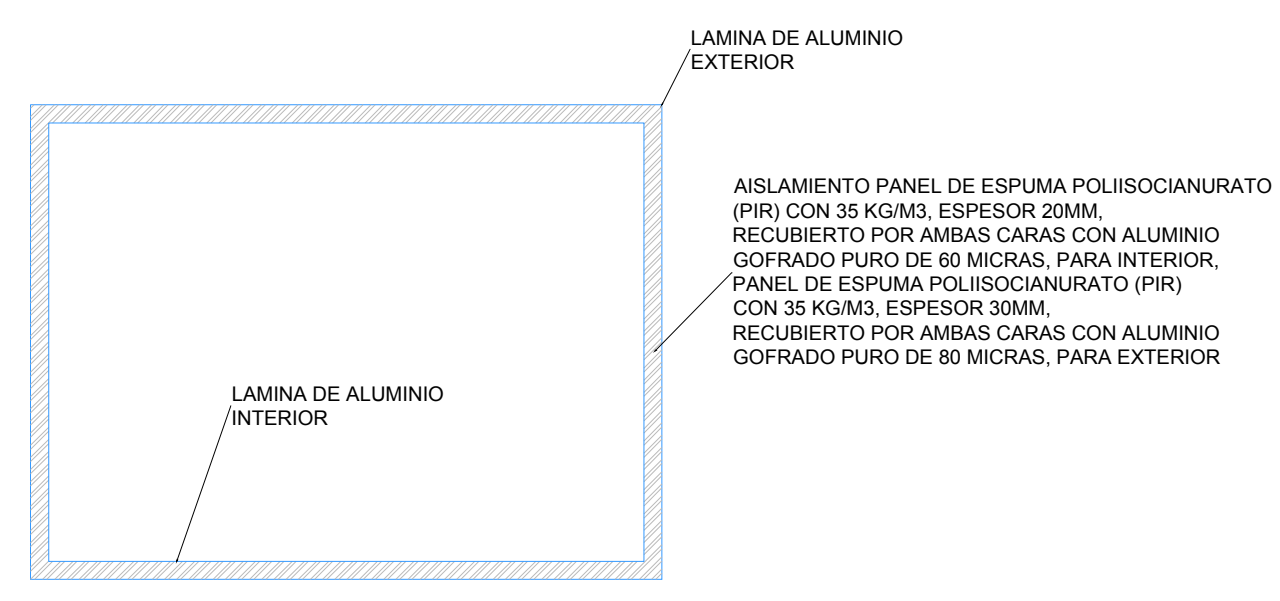 LAMINA DE ALUMINIO
EXTERIOR
AISLAMIENTO PANEL DE ESPUMA POLIISOCIANURATO
(PIR) CON 35 KG/M3, ESPESOR 20MM,
RECUBIERTO POR AMBAS CARAS CON ALUMINIO
GOFRADO PURO DE 60 MICRAS, PARA INTERIOR,
PANEL DE ESPUMA POLIISOCIANURATO (PIR)
CON 35 KG/M3, ESPESOR 30MM,
RECUBIERTO POR AMBAS CARAS CON ALUMINIO
GOFRADO PURO DE 80 MICRAS, PARA EXTERIOR
LAMINA DE ALUMINIO
INTERIOR